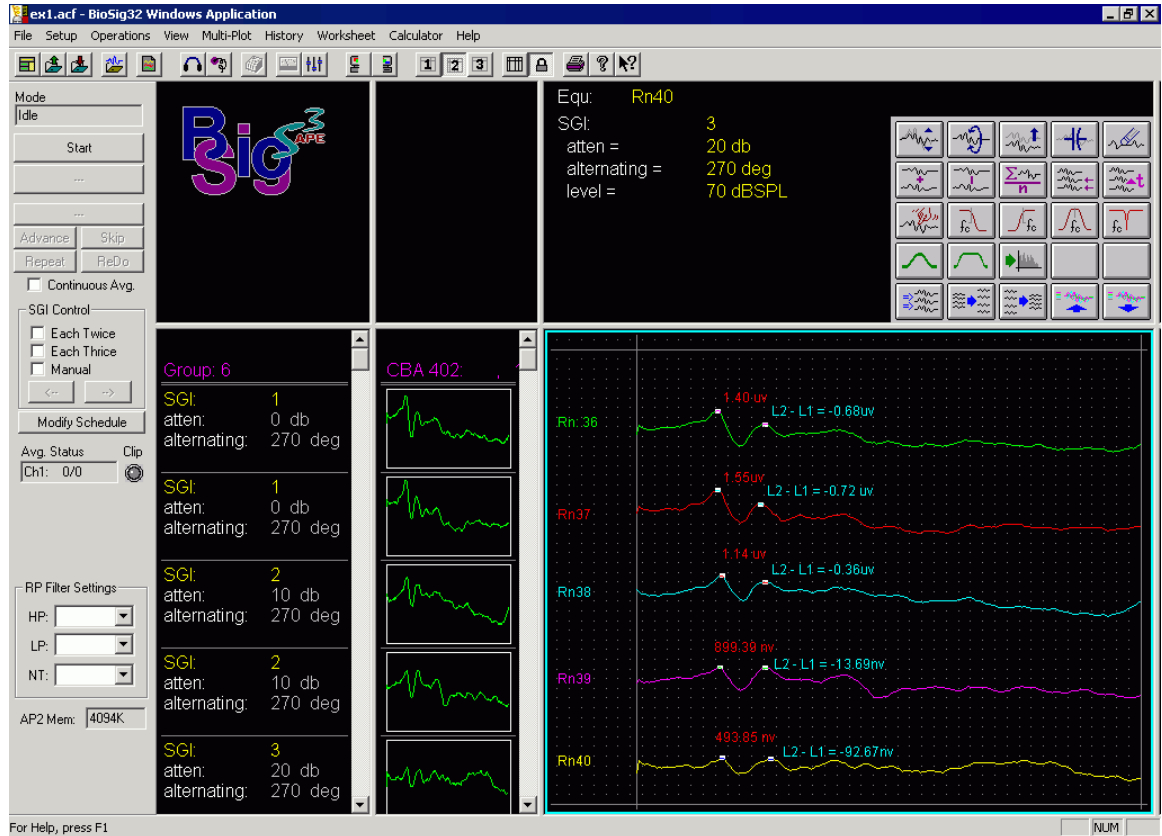 ex1.acf - BioSig32 Windows Application
File Setup Operations View Multi-Plot History Worksheet Calculator Help
1 2 3
Mode
Idle
Start
...
...
Advance Skip
Repeat ReDo
Continuous Avg.
SGI Control
Each Twice
Each Thrice
Manual
<-- -->
Modify Schedule
Avg. Status Clip
Ch1: 0/0
RP Filter Settings
HP:
LP:
NT:
AP2 Mem: 4094K
BioSig
APE
Equ: Rn40
SGI: 3
atten = 20 db
alternating = 270 deg
level = 70 dBSPL
Σ
n
t
fc fc fc fc
Group: 6
SGI: 1
atten: 0 db
alternating: 270 deg
SGI: 1
atten: 0 db
alternating: 270 deg
SGI: 2
atten: 10 db
alternating: 270 deg
SGI: 2
atten: 10 db
alternating: 270 deg
SGI: 3
atten: 20 db
alternating: 270 deg
CBA 402: ,
Rn: 36
1.40 uv
L2 - L1 = -0.68uv
Rn37
1.55uv
L2 - L1 = -0.72 uv
Rn38
1.14 uv
L2 - L1 = -0.36uv
Rn39
899.39 nv
L2 - L1 = -13.69nv
Rn40
493.85 nv
L2 - L1 = -92.67nv
For Help, press F1
NUM